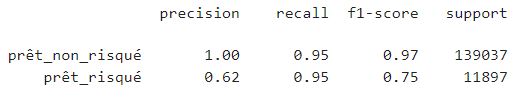 precision recall f1-score support
prêt_non_risqué 1.00 0.95 0.97 139037
prêt_risqué 0.62 0.95 0.75 11897